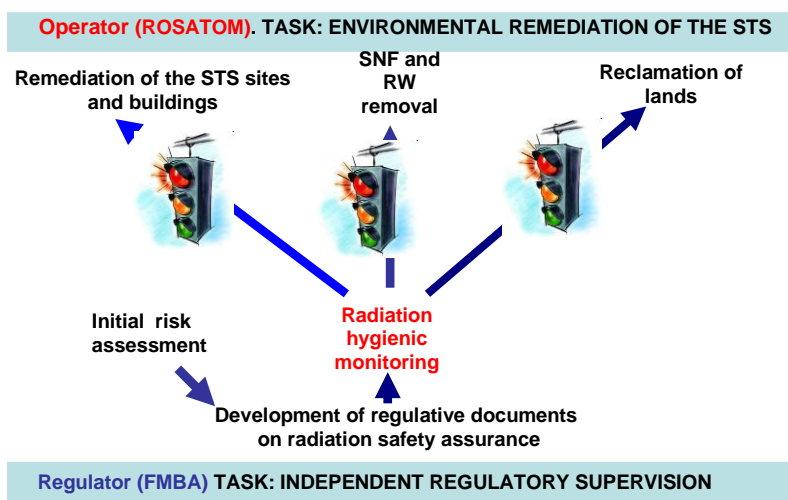 Operator (ROSATOM). TASK: ENVIRONMENTAL REMEDIATION OF THE STS
Remediation of the STS sites
and buildings
SNF and
RW
removal
Reclamation of
lands
Initial risk
assessment
Radiation
hygienic
monitoring
Development of regulative documents
on radiation safety assurance
Regulator (FMBA) TASK: INDEPENDENT REGULATORY SUPERVISION